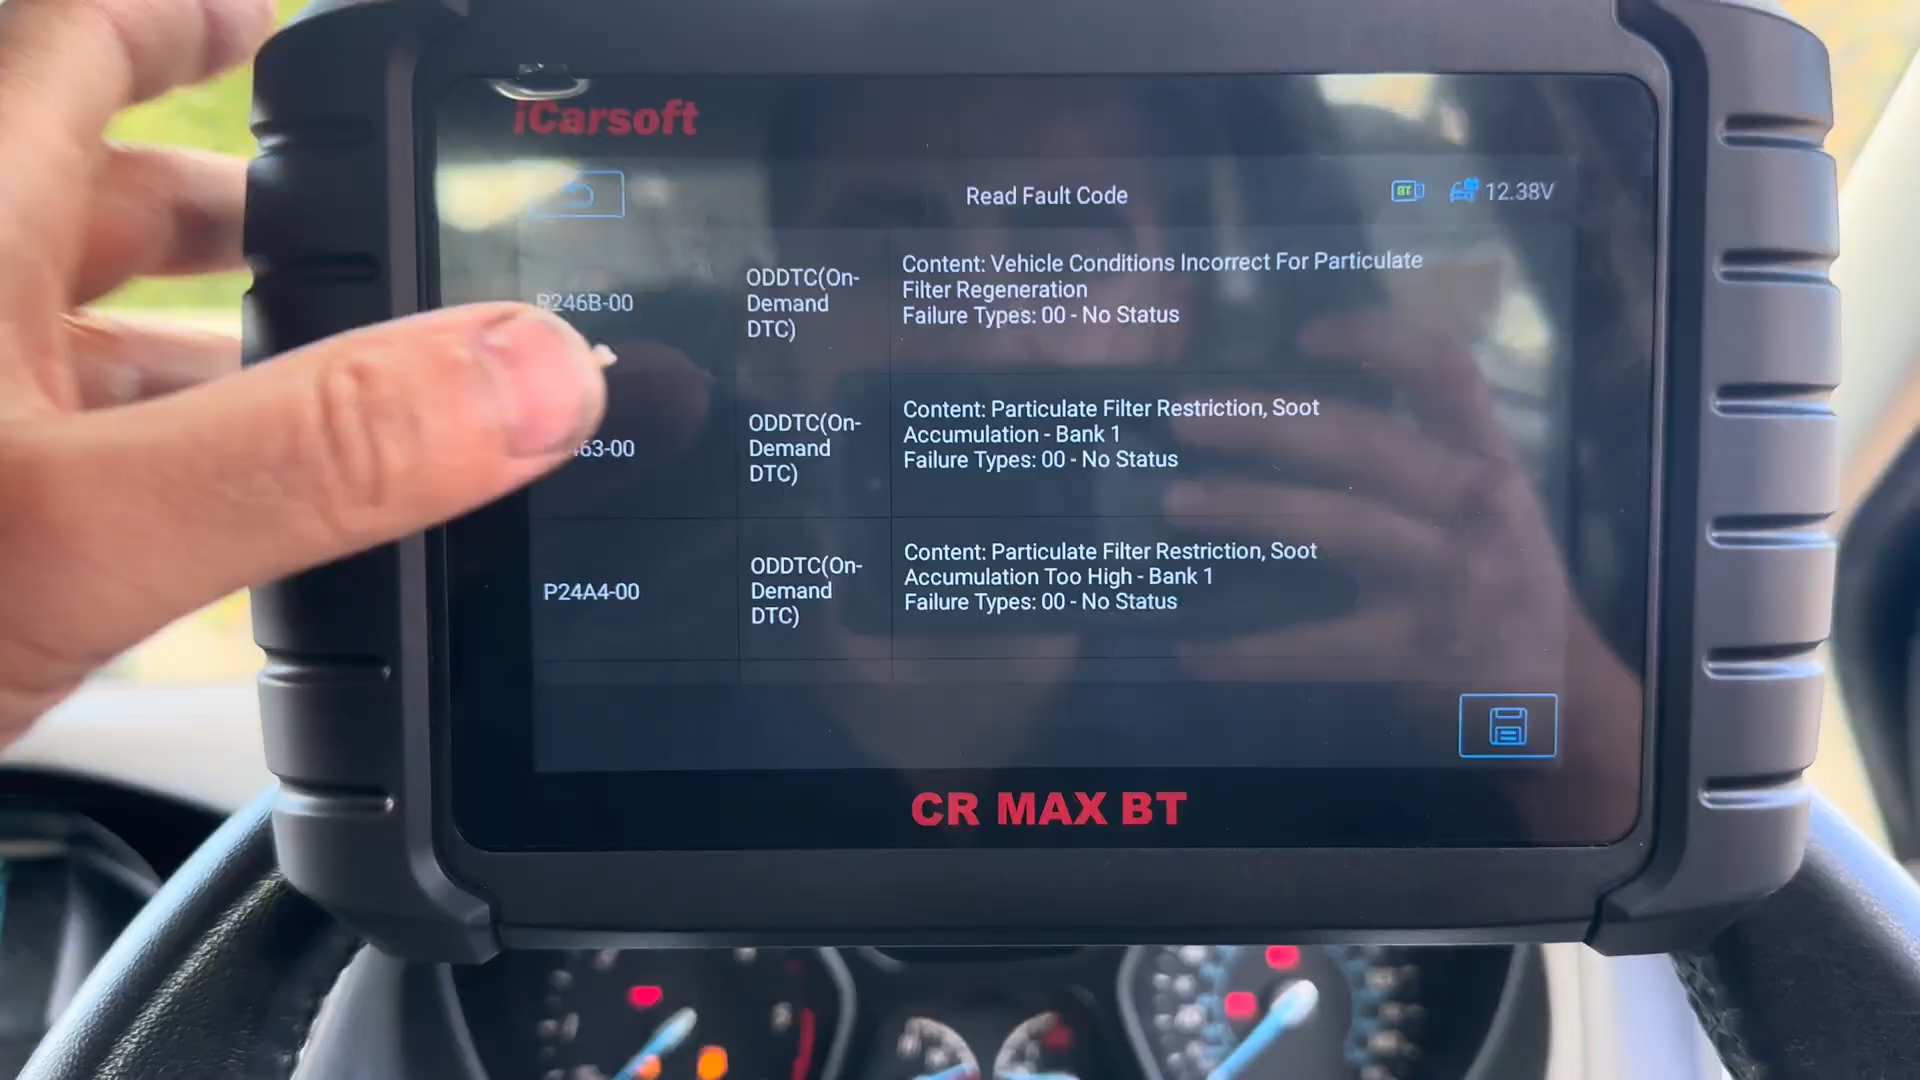 iCarsoft
Read Fault Code
BT
12.38V
P246B-00
ODDTC(On-
Demand
DTC)
Content: Vehicle Conditions Incorrect For Particulate
Filter Regeneration
Failure Types: 00 - No Status
63-00
ODDTC(On-
Demand
DTC)
Content: Particulate Filter Restriction, Soot
Accumulation - Bank 1
Failure Types: 00 - No Status
P24A4-00
ODDTC(On-
Demand
DTC)
Content: Particulate Filter Restriction, Soot
Accumulation Too High - Bank 1
Failure Types: 00 - No Status
CR MAX BT